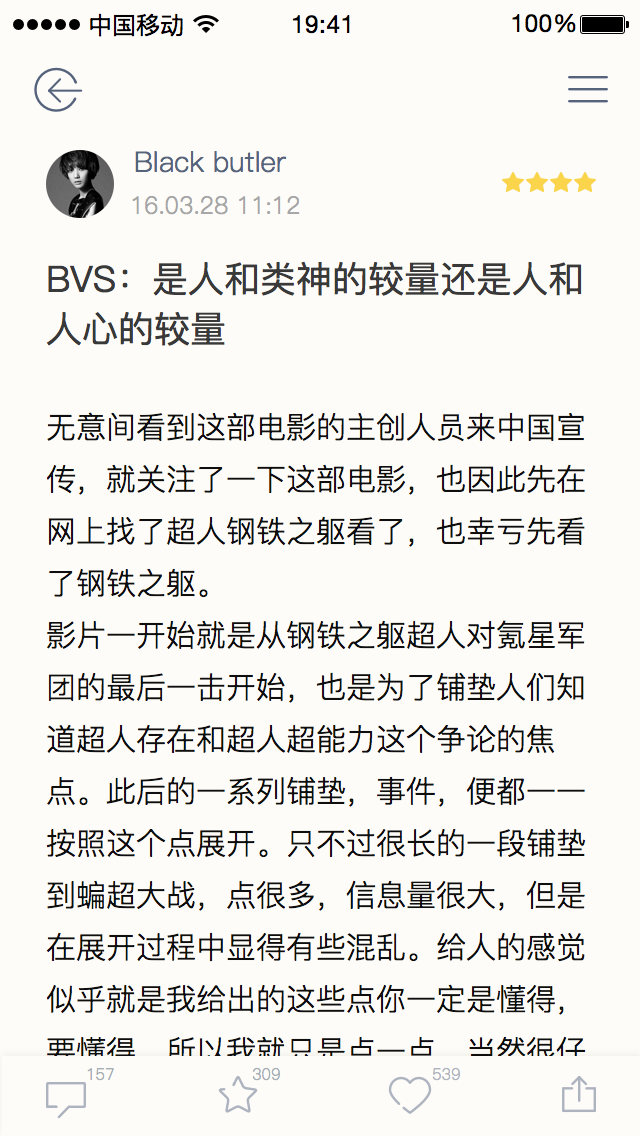 中国移动 19:41 100%
Black butler
16.03.28 11:12
BVS：是人和类神的较量还是人和
人心的较量
无意间看到这部电影的主创人员来中国宣
传，就关注了一下这部电影，也因此先在
网上找了超人钢铁之躯看了，也幸亏先看
了钢铁之躯。
影片一开始就是从钢铁之躯超人对氪星军
团的最后一击开始，也是为了铺垫人们知
道超人存在和超人超能力这个争论的焦
点。此后的一系列铺垫，事件，便都一一
按照这个点展开。只不过很长的一段铺垫
到蝙超大战，点很多，信息量很大，但是
在展开过程中显得有些混乱。给人的感觉
似乎就是我给出的这些点你一定是懂得，
要懂得，所以我就只是点一点，当然很仔
157 309 539